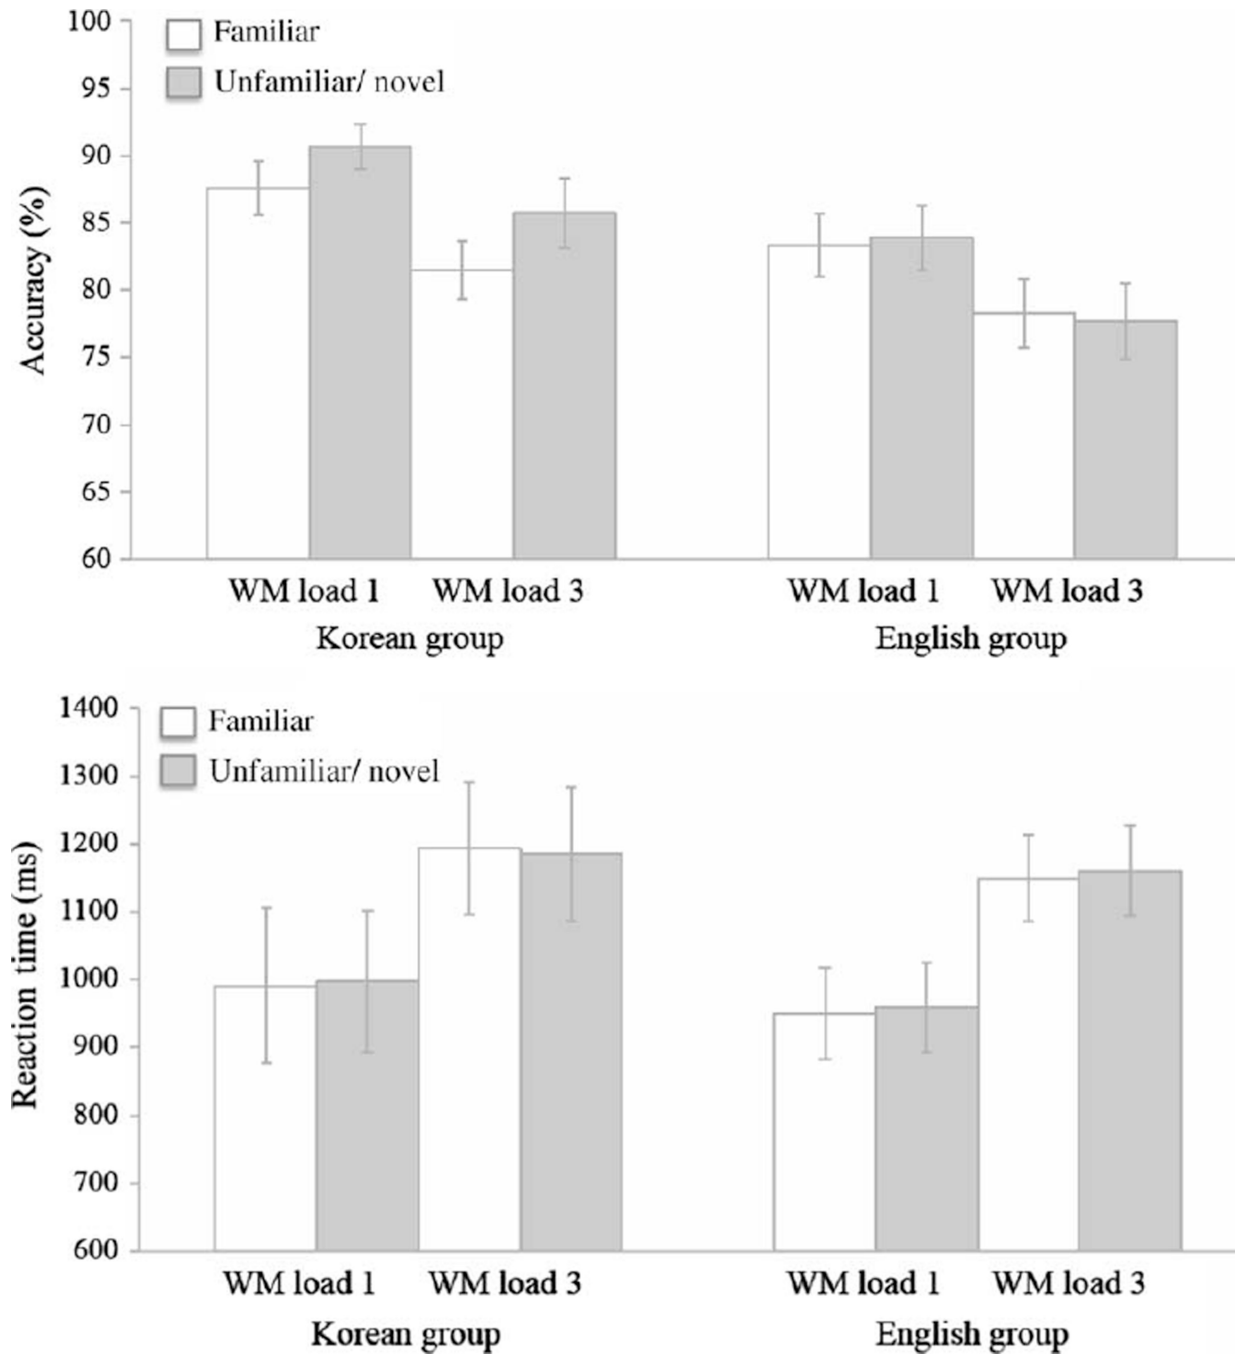 100
Familiar
95
Unfamiliar/ novel
90
85
80
75
70
65
60
Accuracy (%)
WM load 1 WM load 3 WM load 1 WM load 3
Korean group English group
1400
Familiar
1300
Unfamiliar/ novel
1200
1100
1000
900
800
700
600
Reaction time (ms)
WM load 1 WM load 3 WM load 1 WM load 3
Korean group English group